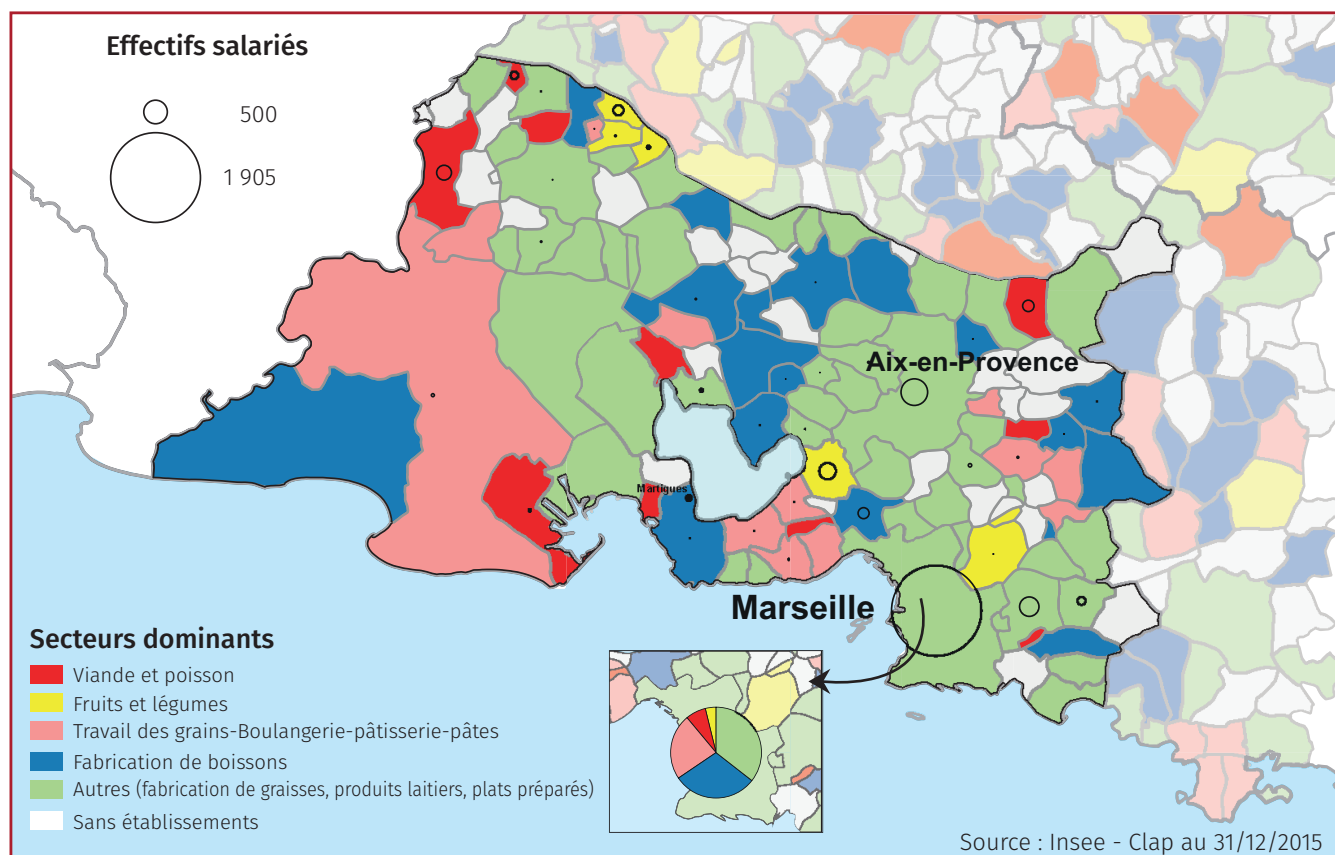 Effectifs salariés
500
1 905
Aix-en-Provence
Martigues
Marseille
Secteurs dominants
Viande et poisson
Fruits et légumes
Travail des grains-Boulangerie-pâtisserie-pâtes
Fabrication de boissons
Autres (fabrication de graisses, produits laitiers, plats préparés)
Sans établissements
Source : Insee - Clap au 31/12/2015